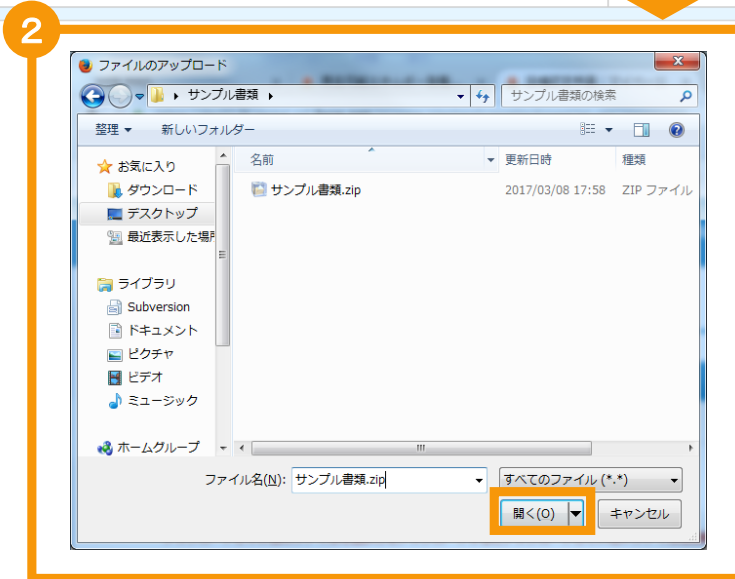 2
ファイルのアップロード
サンプル書類
サンプル書類の検索
整理 新しいフォルダー
名前 更新日時 種類
お気に入り
ダウンロード
サンプル書類.zip 2017/03/08 17:58 ZIP ファイル
デスクトップ
最近表示した場所
ライブラリ
Subversion
ドキュメント
ピクチャ
ビデオ
ミュージック
ホームグループ
ファイル名(N): サンプル書類.zip すべてのファイル (*.*)
開く(O) キャンセル